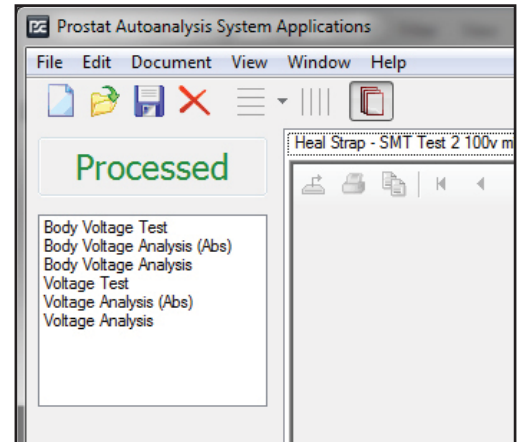 Prostat Autoanalysis System Applications
File Edit Document View Window Help
Heal Strap - SMT Test 2 100v m
Processed
Body Voltage Test
Body Voltage Analysis (Abs)
Body Voltage Analysis
Voltage Test
Voltage Analysis (Abs)
Voltage Analysis